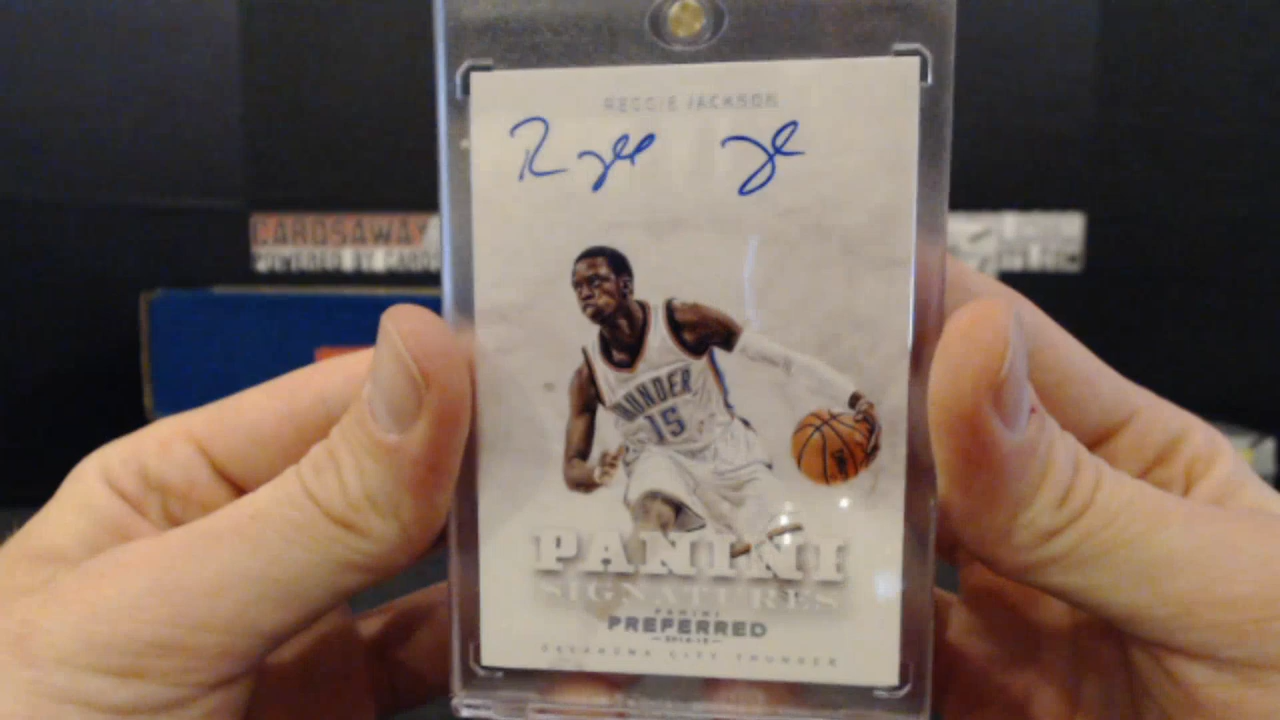 REGGIE JACKSON
CARDSAWAY
THUNDER
15
PANINI
SIGNATURES
PANINI
PREFERRED
OKLAHOMA CITY THUNDER